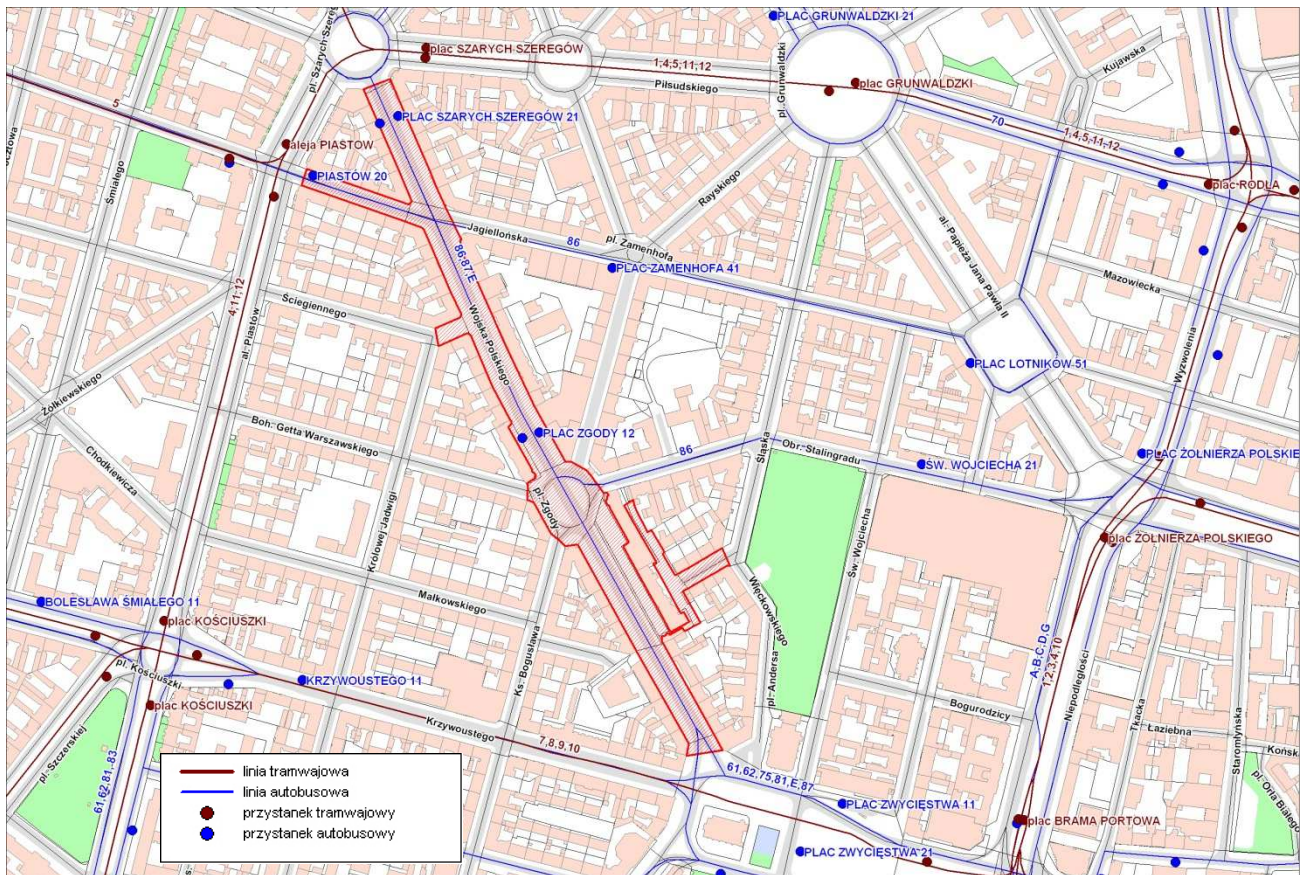 PLAC GRUNWALDZKI 21
plac SZARYCH SZEREGÓW
pl. Szarych Szeregów
1,4,5,11,12
Piłsudskiego
pl. Grunwaldzki
plac GRUNWALDZKI
Kujawska
5
PLAC SZARYCH SZEREGÓW 21
70
1,4,5,11,12
aleja PIASTÓW
Śmiałego
PIASTÓW 20
Rayskiego
plac RODŁA
Jagiellońska
86
pl. Zamenhofa
al. Papieża Jana Pawła II
86,87,E
PLAC ZAMENHOFA 41
Mazowiecka
4,11,12
Ściegiennego
al. Piastów
Wojska Polskiego
Wyzwolenia
PLAC LOTNIKÓW 51
Żółkiewskiego
Boh. Getta Warszawskiego
PLAC ZGODY 12
Śląska
86
Obr. Stalingradu
ŚW. WOJCIECHA 21
PLAC ŻOŁNIERZA POLSKIE
Chodkiewicza
pl. Zgody
Królowej Jadwigi
Św. Wojciecha
plac ŻOŁNIERZA POLSKIEGO
Więckowskiego
BOLESŁAWA ŚMIAŁEGO 11
Małkowskiego
plac KOŚCIUSZKI
Ks. Bogusława
pl. Andersa
A,B,C,D,G
1,2,3,4,10
Niepodległości
pl. Kościuszki
KRZYWOUSTEGO 11
plac KOŚCIUSZKI
Krzywoustego
Bogurodzicy
Tkacka
Łaziebna
Staromłyńska
Końska
pl. Szczerskiej
7,8,9,10
61,62,75,81,E,87
pl. Orła Białego
61,62,81,83
PLAC ZWYCIĘSTWA 11
plac BRAMA PORTOWA
PLAC ZWYCIĘSTWA 21
linia tramwajowa
linia autobusowa
przystanek tramwajowy
przystanek autobusowy